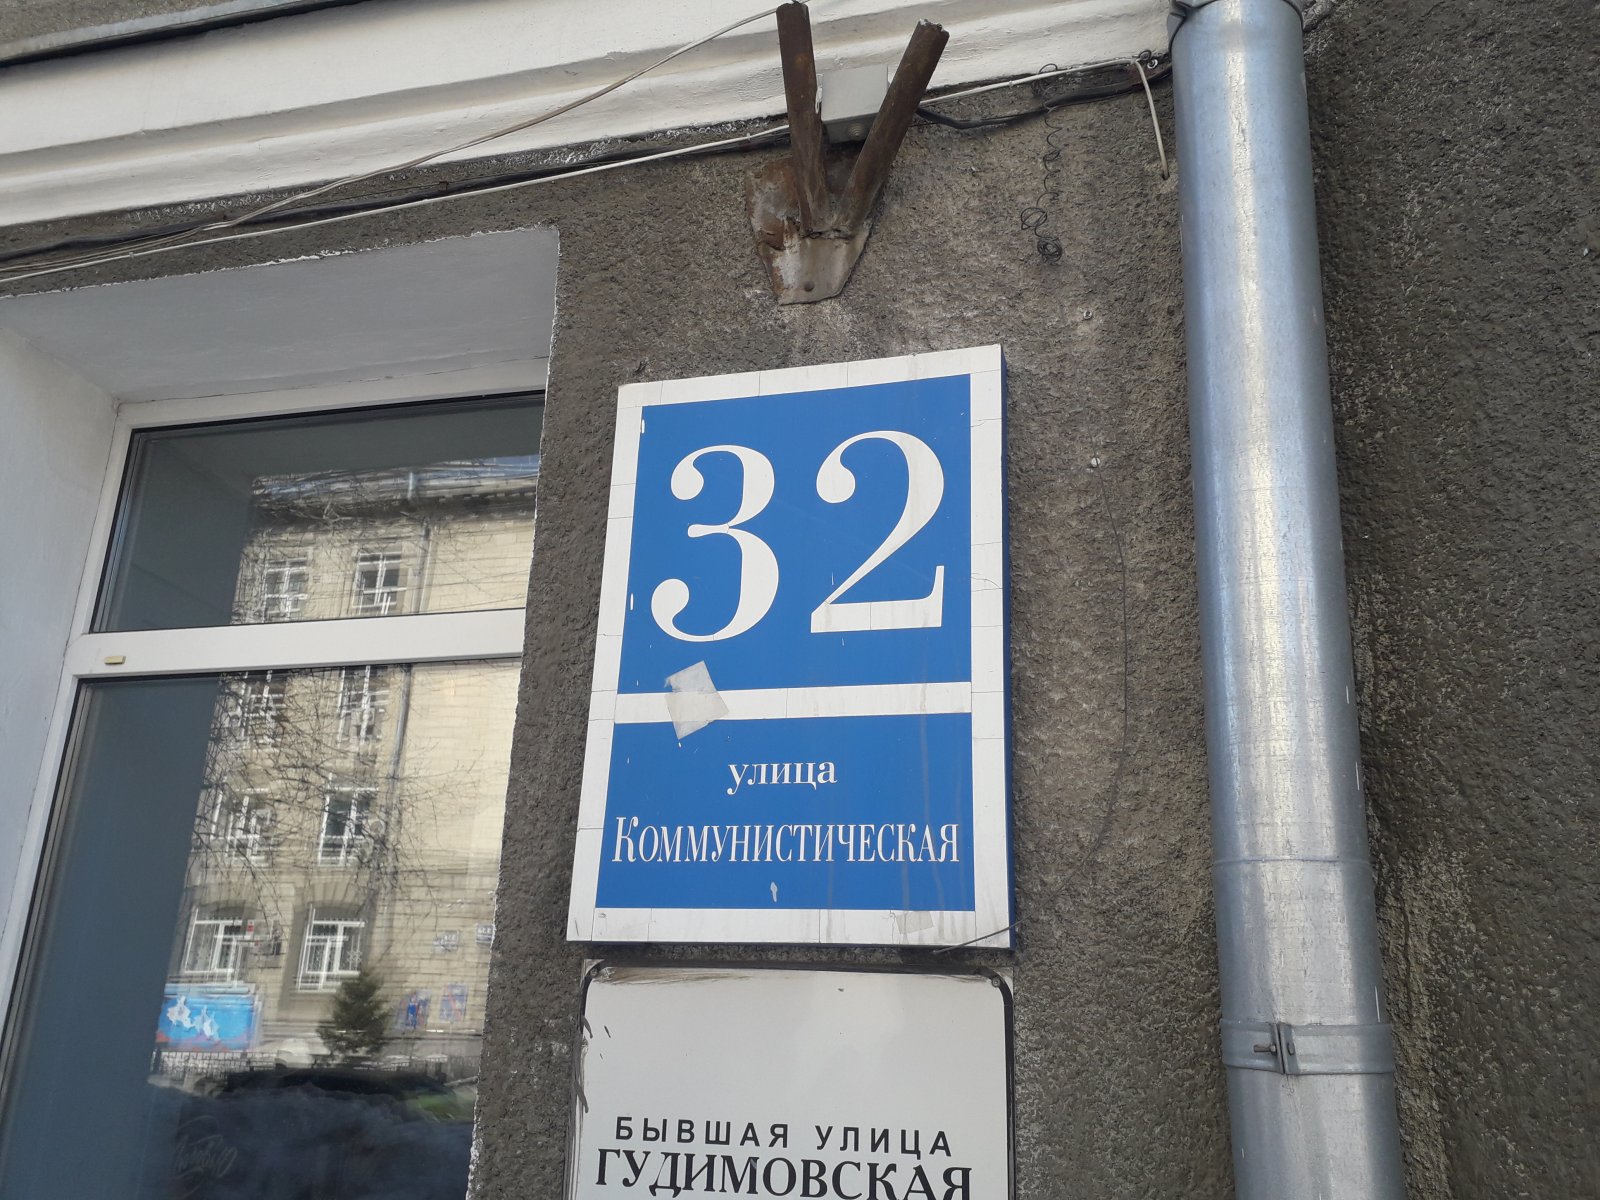 32
улица
Коммунистическая
БЫВШАЯ УЛИЦА
ГУДИМОВСКАЯ